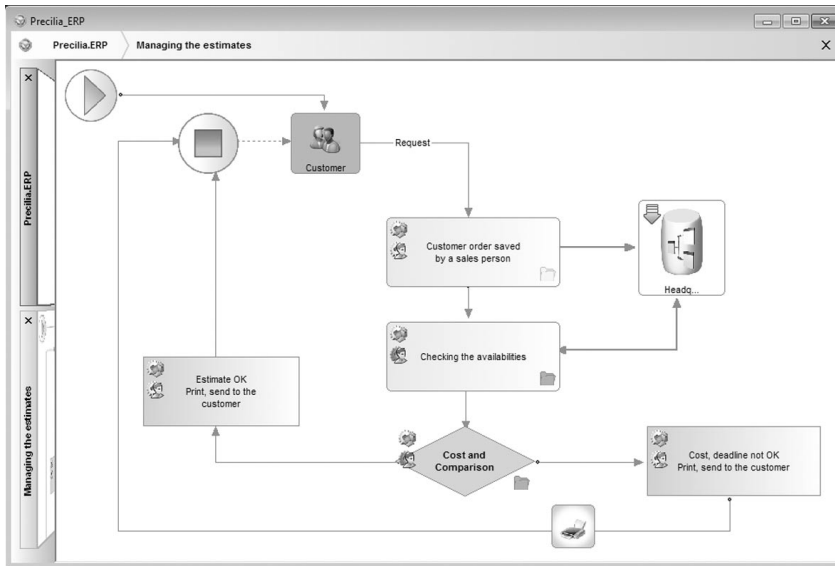 Precilia_ERP
Precilia.ERP
Managing the estimates
Precilia.ERP
Managing the estimates
Customer
Request
Customer order saved
by a sales person
Headq...
Checking the availabilities
Estimate OK
Print, send to the
customer
Cost and
Comparison
Cost, deadline not OK
Print, send to the customer